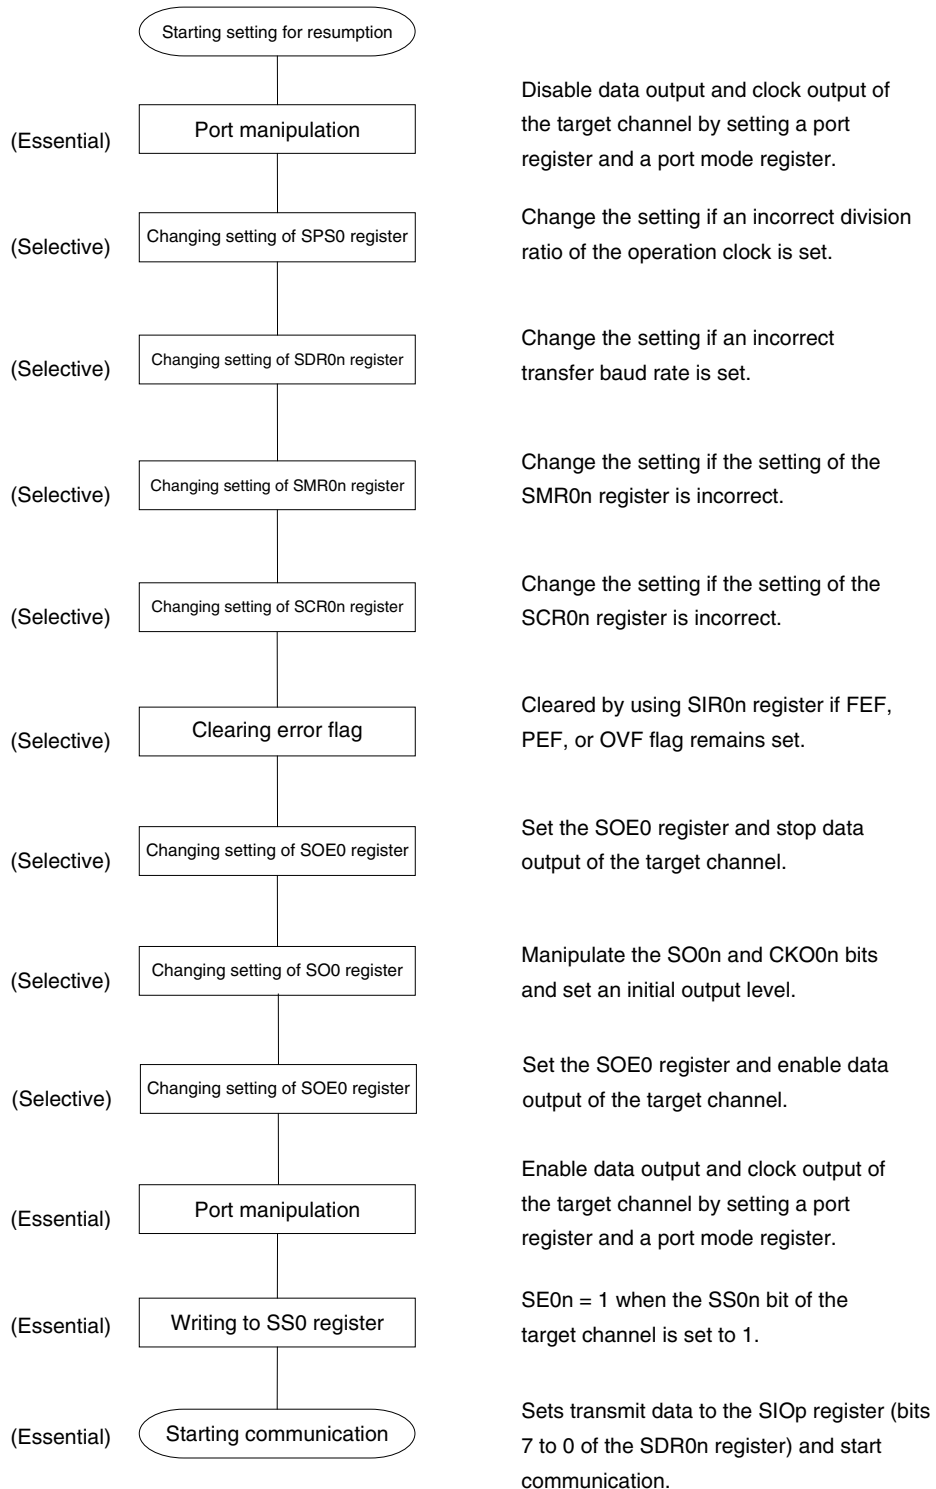 Starting setting for resumption
(Essential)
Port manipulation
Disable data output and clock output of
the target channel by setting a port
register and a port mode register.
(Selective)
Changing setting of SPS0 register
Change the setting if an incorrect division
ratio of the operation clock is set.
(Selective)
Changing setting of SDR0n register
Change the setting if an incorrect
transfer baud rate is set.
(Selective)
Changing setting of SMR0n register
Change the setting if the setting of the
SMR0n register is incorrect.
(Selective)
Changing setting of SCR0n register
Change the setting if the setting of the
SCR0n register is incorrect.
(Selective)
Clearing error flag
Cleared by using SIR0n register if FEF,
PEF, or OVF flag remains set.
(Selective)
Changing setting of SOE0 register
Set the SOE0 register and stop data
output of the target channel.
(Selective)
Changing setting of SO0 register
Manipulate the SO0n and CKO0n bits
and set an initial output level.
(Selective)
Changing setting of SOE0 register
Set the SOE0 register and enable data
output of the target channel.
(Essential)
Port manipulation
Enable data output and clock output of
the target channel by setting a port
register and a port mode register.
(Essential)
Writing to SS0 register
SE0n = 1 when the SS0n bit of the
target channel is set to 1.
(Essential)
Starting communication
Sets transmit data to the SIOp register (bits
7 to 0 of the SDR0n register) and start
communication.